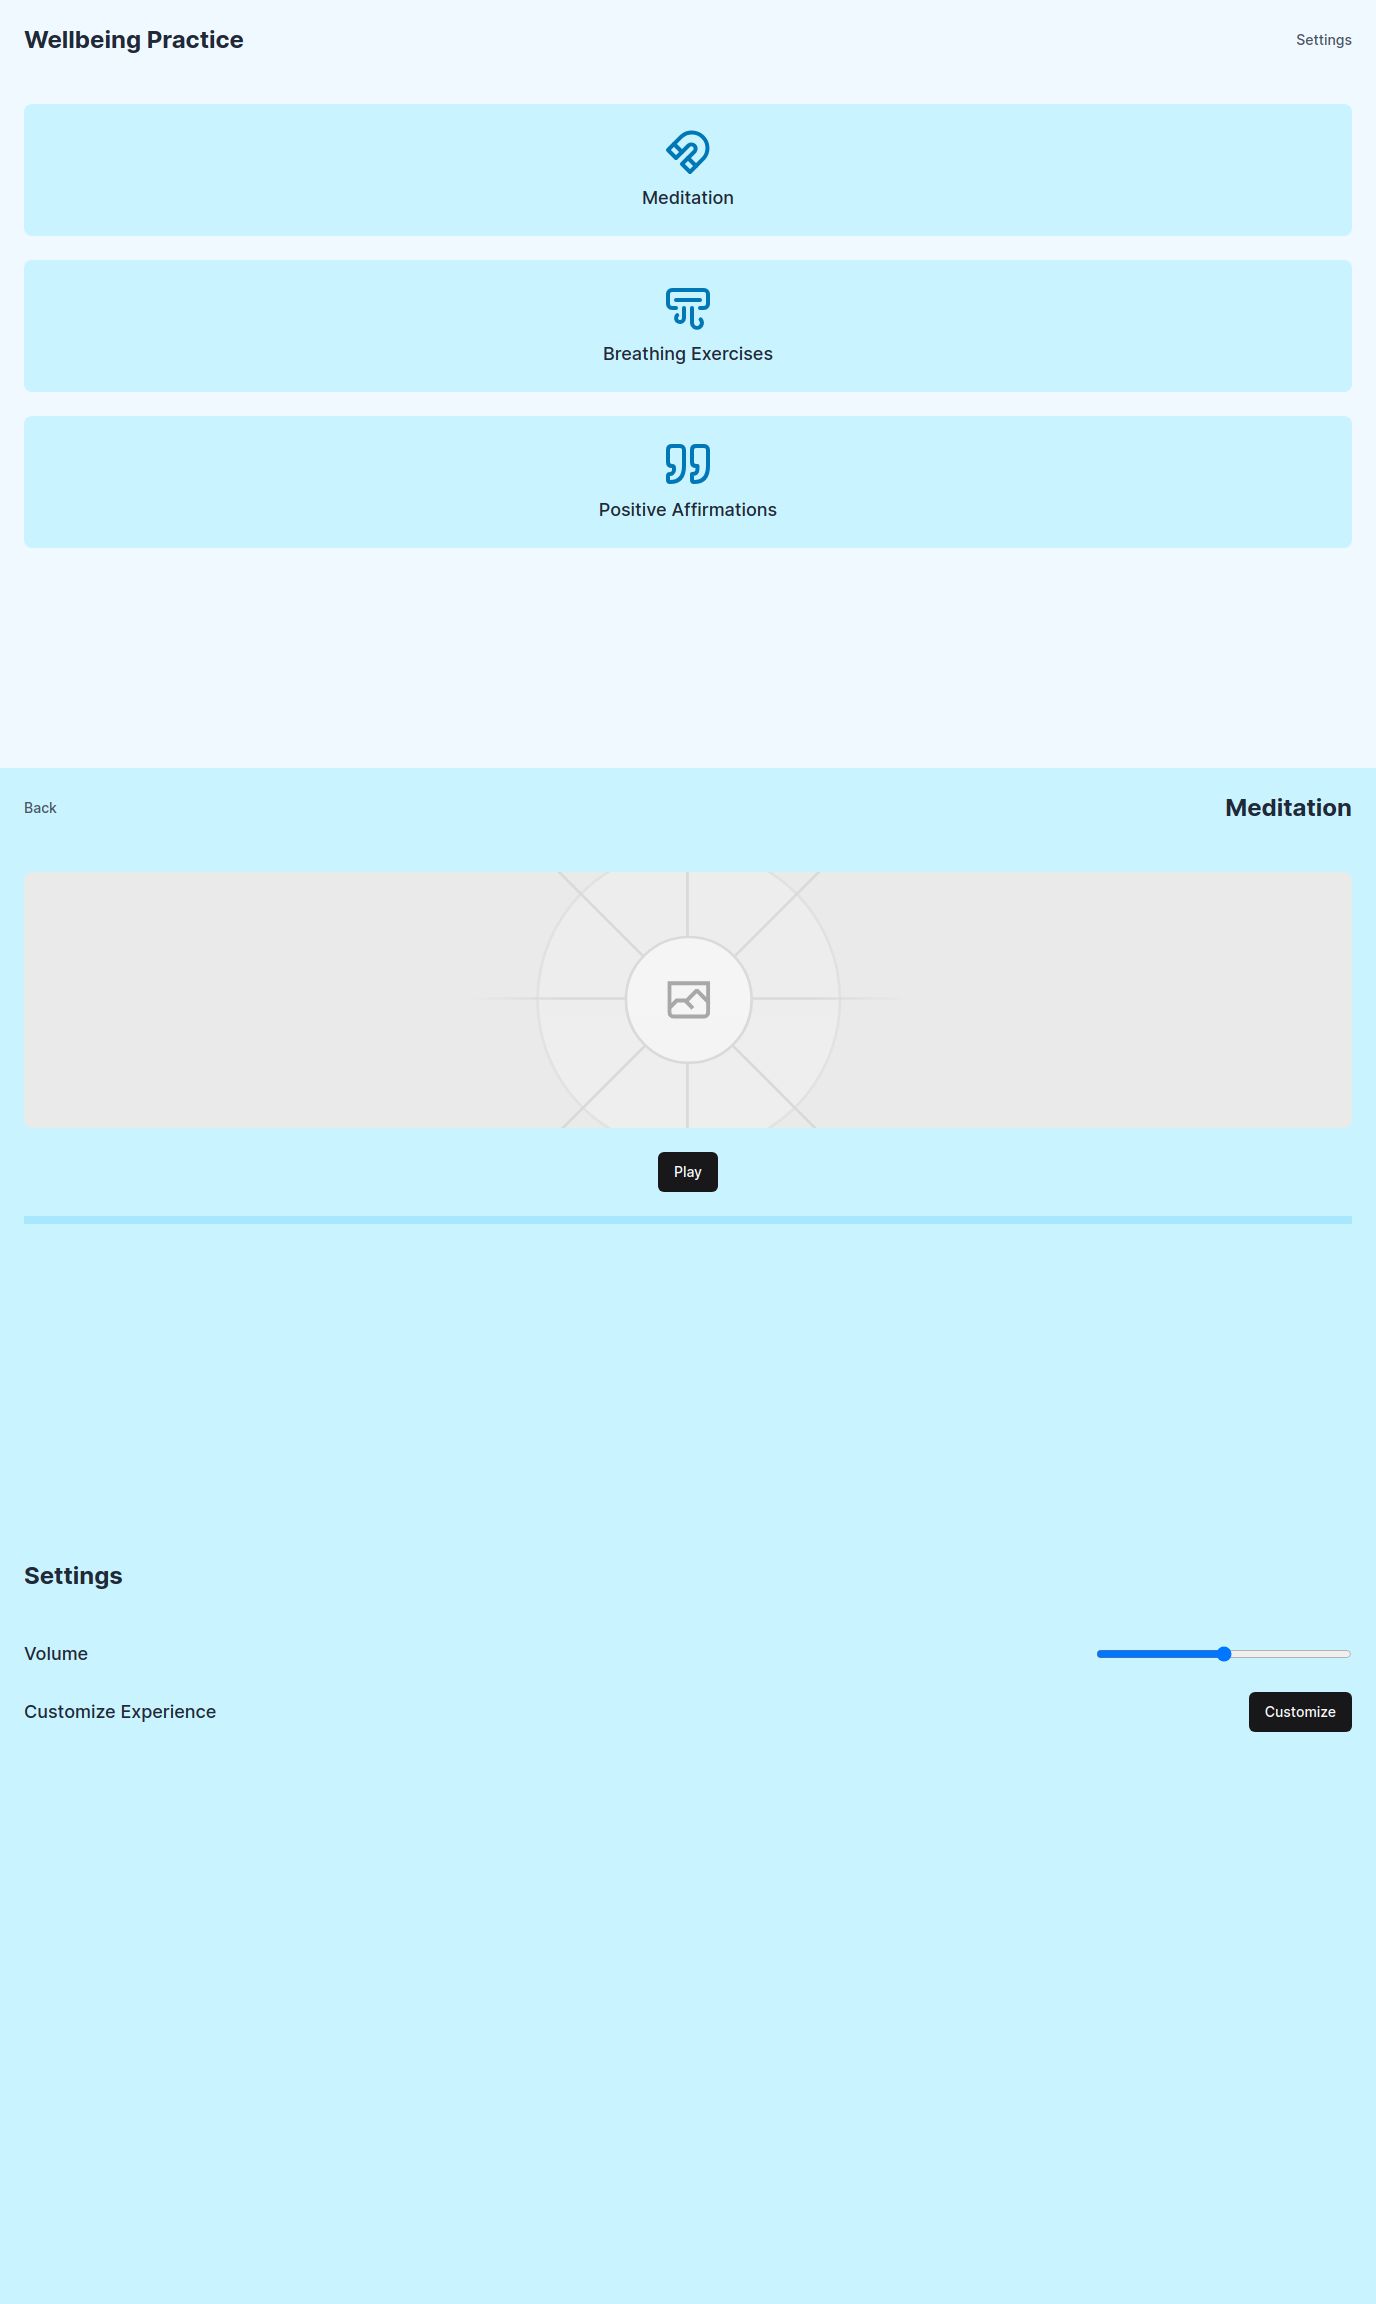 Wellbeing Practice
Settings
Meditation
Breathing Exercises
Positive Affirmations
Back
Meditation
Play
Settings
Volume
Customize Experience
Customize